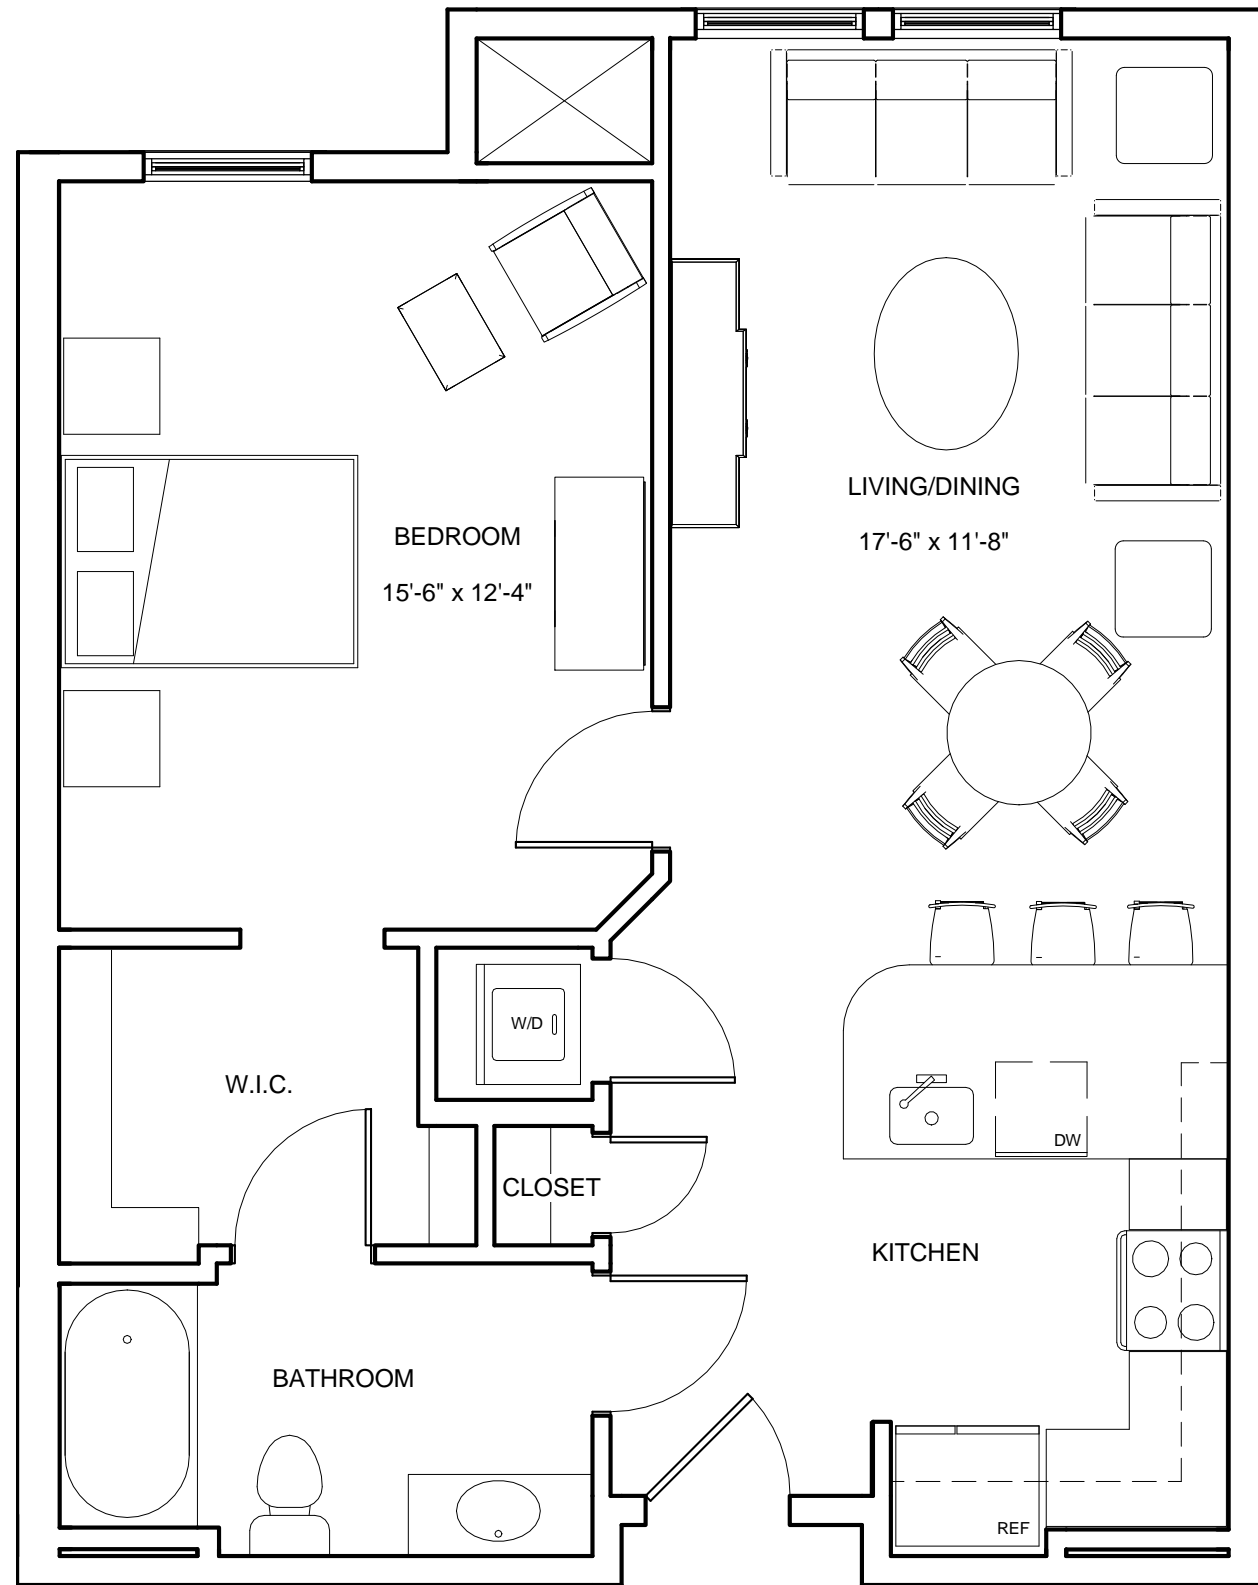 LIVING/DINING
17'-6" x 11'-8"
BEDROOM
15'-6" x 12'-4"
W/D
W.I.C.
DW
CLOSET
KITCHEN
BATHROOM
REF